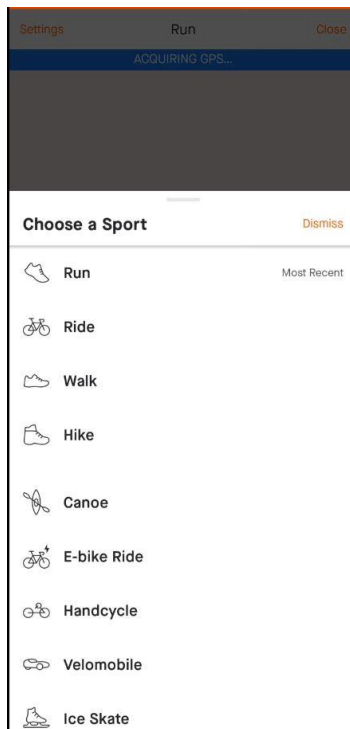 Settings Run Close
ACQUIRING GPS...
Choose a Sport Dismiss
Run Most Recent
Ride
Walk
Hike
Canoe
E-bike Ride
Handcycle
Velomobile
Ice Skate